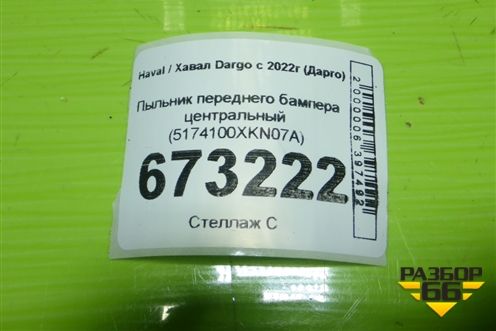 Haval / Хавал Dargo с 2022г (Дарго)
Пыльник переднего бампера
центральный
(5174100XKN07A)
673222
Стеллаж С
2000006397492
РАЗБОР
66